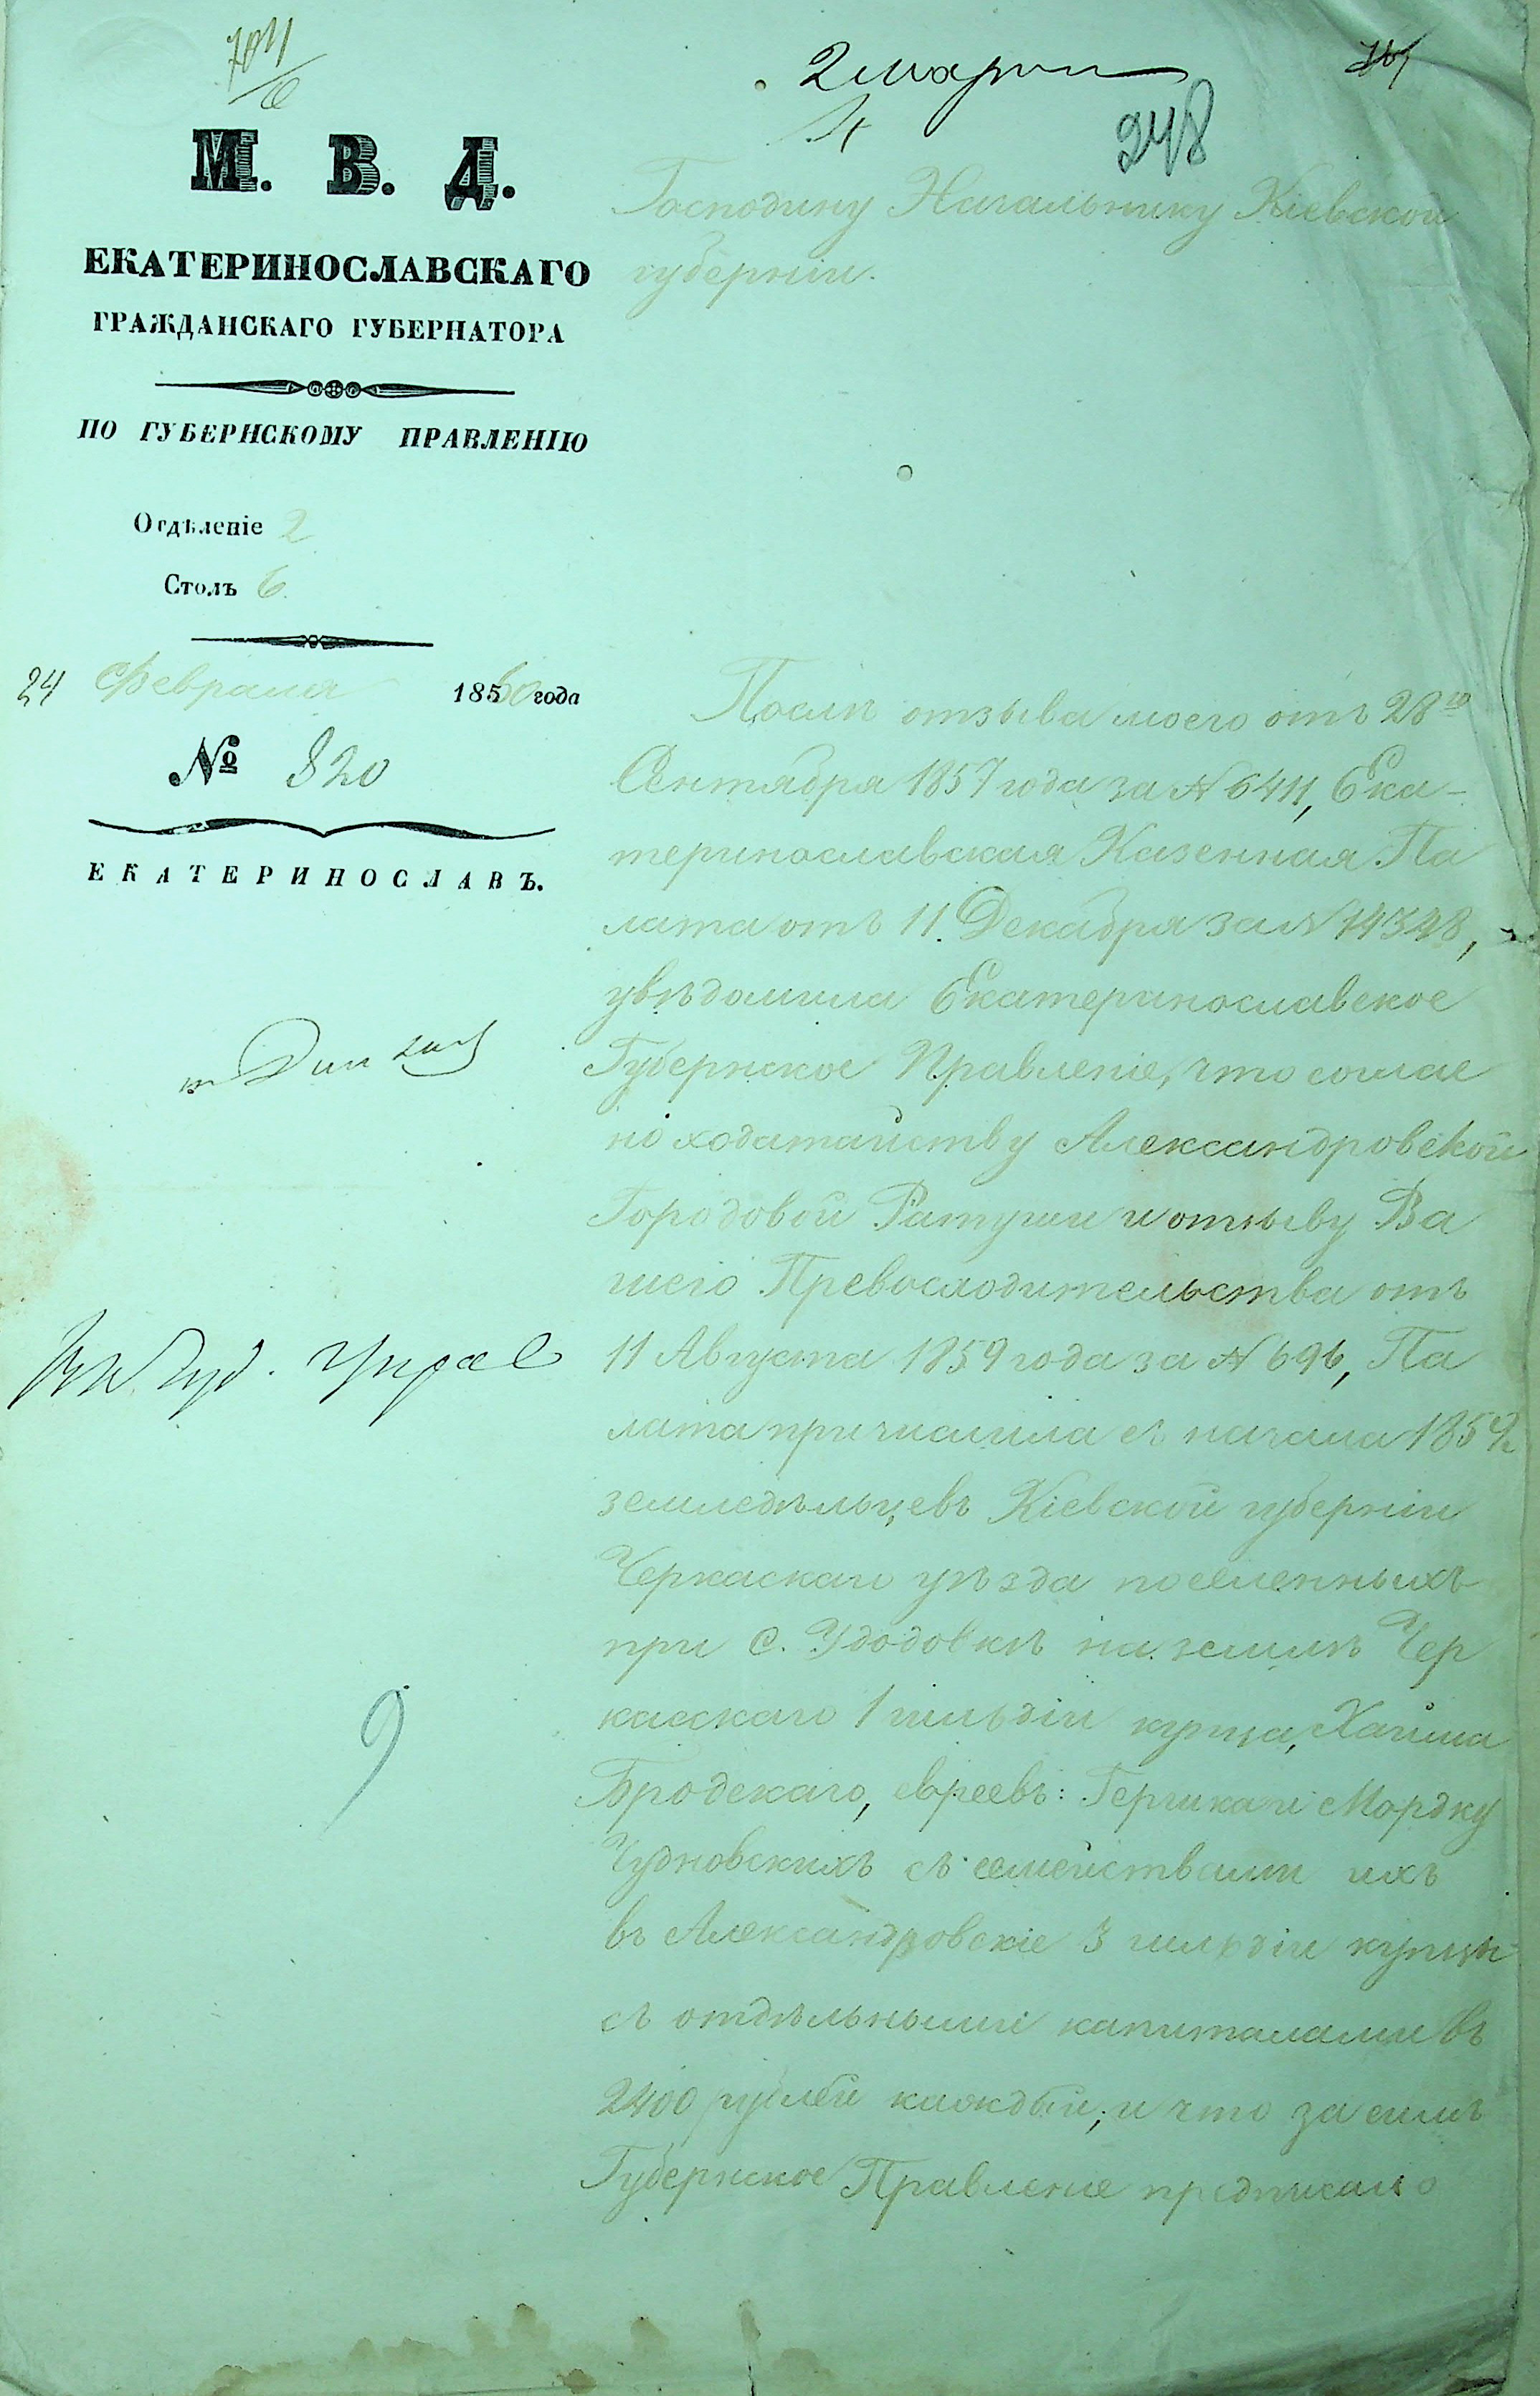 704/6
2 марта
248
М. В. Д.
ЕКАТЕРИНОСЛАВСКАГО
ГРАЖДАНСКАГО ГУБЕРНАТОРА
ПО ГУБЕРНСКОМУ ПРАВЛЕНІЮ
Отдѣленіе 2
Столъ 6.
24 Февраля 1860 года
№ 820
ЕКАТЕРИНОСЛАВЪ.
Господину Начальнику Кіевской
губерніи.
Послѣ отзыва моего отъ 28го
Сентября 1857 года за № 6411, Ека-
теринославская Казенная Па
лата отъ 11. Декабря за № 14348,
увѣдомила Екатеринославское
Губернское Правленіе, что соглас
но ходатайству Александровской
Городовой Ратуши и отзыву Ва
шего Превосходительства отъ
11 Августа 1859 года за № 696, Па
лата причислила съ начала 1859
земледѣльцевъ Кіевской губерніи
Черкаскаго уѣзда поселенныхъ
при с. Удодовкѣ на землѣ Чер
касскаго 1 гильдіи купца, Хаима
Бродскаго, евреевъ: Гершка и Мордку
Чудновскихъ съ семействами ихъ
въ Александровскіе 3 гильдіи купцы
съ отдѣльными капиталами въ
2400 рублей каждый; и что за симъ
Губернское Правленіе предписало
9